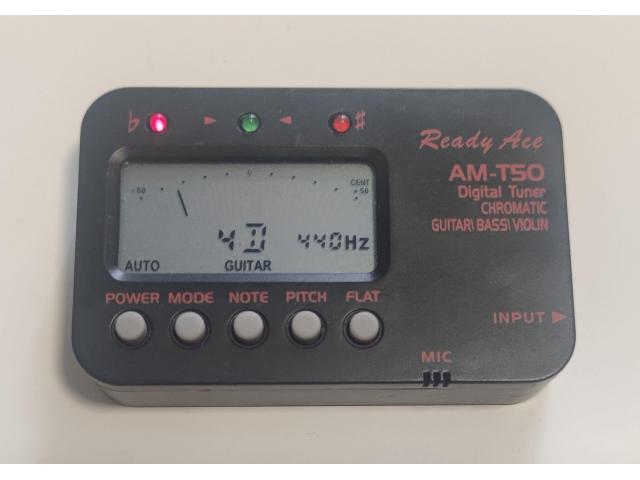 ♭ ► ◄ ♯
Ready Ace
AM-T50
Digital Tuner
CHROMATIC
GUITAR\BASS\VIOLIN
0
-50 CENT
+50
4D 440Hz
AUTO GUITAR
POWER MODE NOTE PITCH FLAT
INPUT ►
MIC